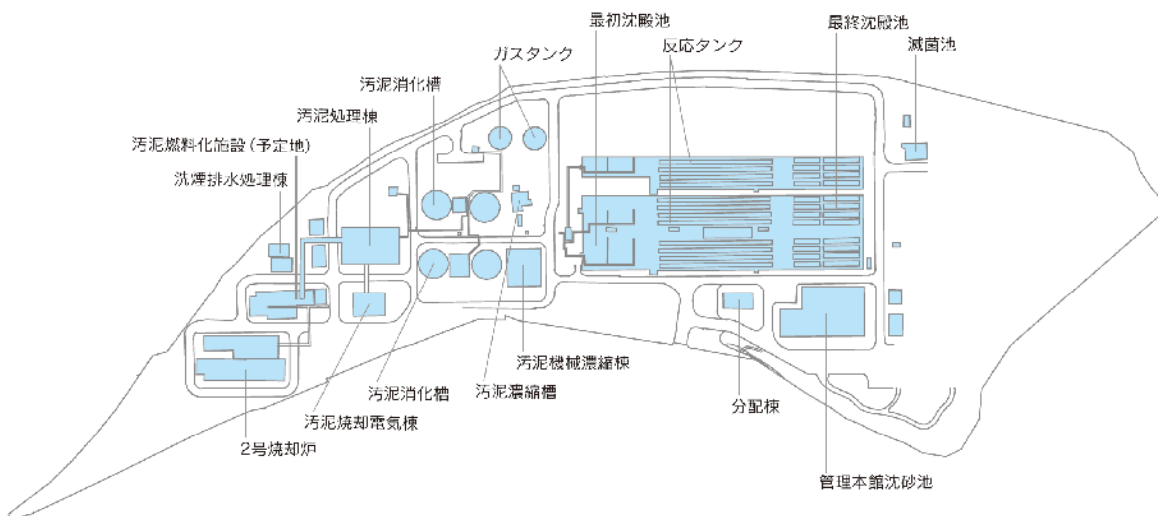 最初沈殿池
最終沈殿池
反応タンク
滅菌池
ガスタンク
汚泥消化槽
汚泥処理棟
汚泥燃料化施設(予定地)
洗煙排水処理棟
汚泥機械濃縮棟
汚泥消化槽
汚泥濃縮槽
分配棟
汚泥焼却電気棟
2号焼却炉
管理本館沈砂池